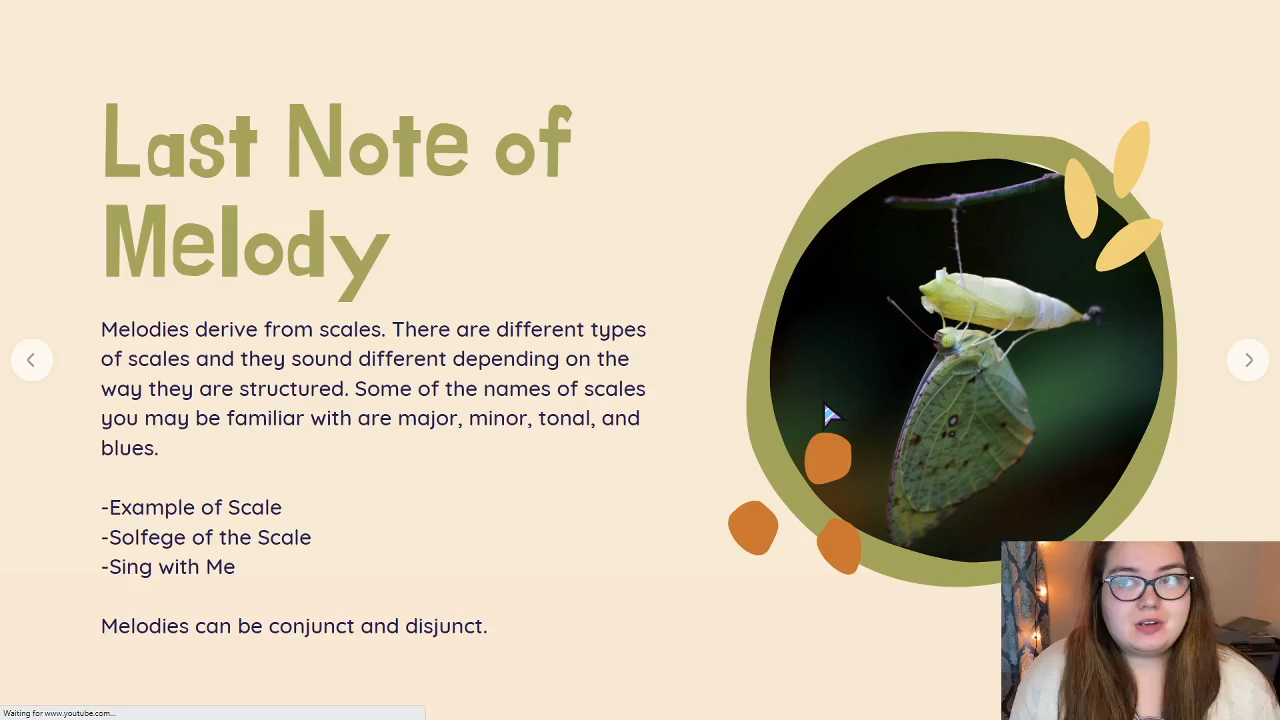 Last Note of
Melody
Melodies derive from scales. There are different types
of scales and they sound different depending on the
way they are structured. Some of the names of scales
you may be familiar with are major, minor, tonal, and
blues.
-Example of Scale
-Solfege of the Scale
-Sing with Me
Melodies can be conjunct and disjunct.
Waiting for www.youtube.com...